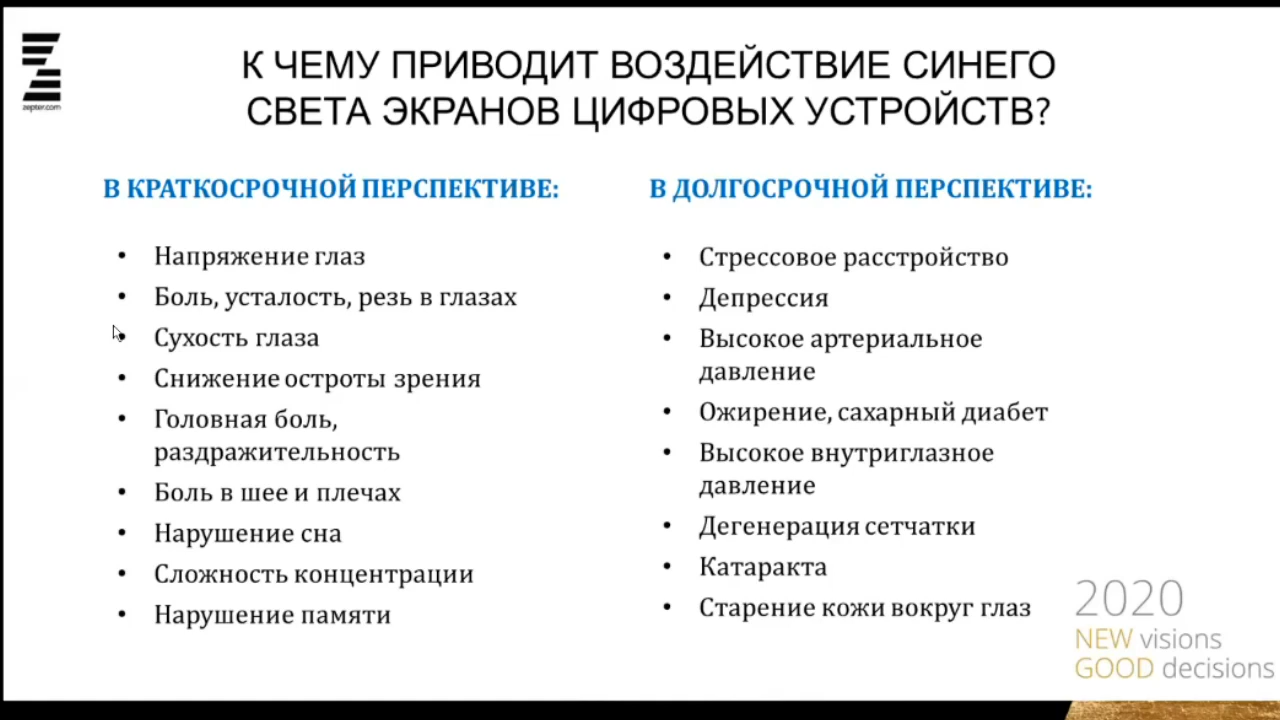 zepter.com
К ЧЕМУ ПРИВОДИТ ВОЗДЕЙСТВИЕ СИНЕГО
СВЕТА ЭКРАНОВ ЦИФРОВЫХ УСТРОЙСТВ?
В КРАТКОСРОЧНОЙ ПЕРСПЕКТИВЕ:
• Напряжение глаз
• Боль, усталость, резь в глазах
• Сухость глаза
• Снижение остроты зрения
• Головная боль,
раздражительность
• Боль в шее и плечах
• Нарушение сна
• Сложность концентрации
• Нарушение памяти
В ДОЛГОСРОЧНОЙ ПЕРСПЕКТИВЕ:
• Стрессовое расстройство
• Депрессия
• Высокое артериальное
давление
• Ожирение, сахарный диабет
• Высокое внутриглазное
давление
• Дегенерация сетчатки
• Катаракта
• Старение кожи вокруг глаз
2020
NEW visions
GOOD decisions